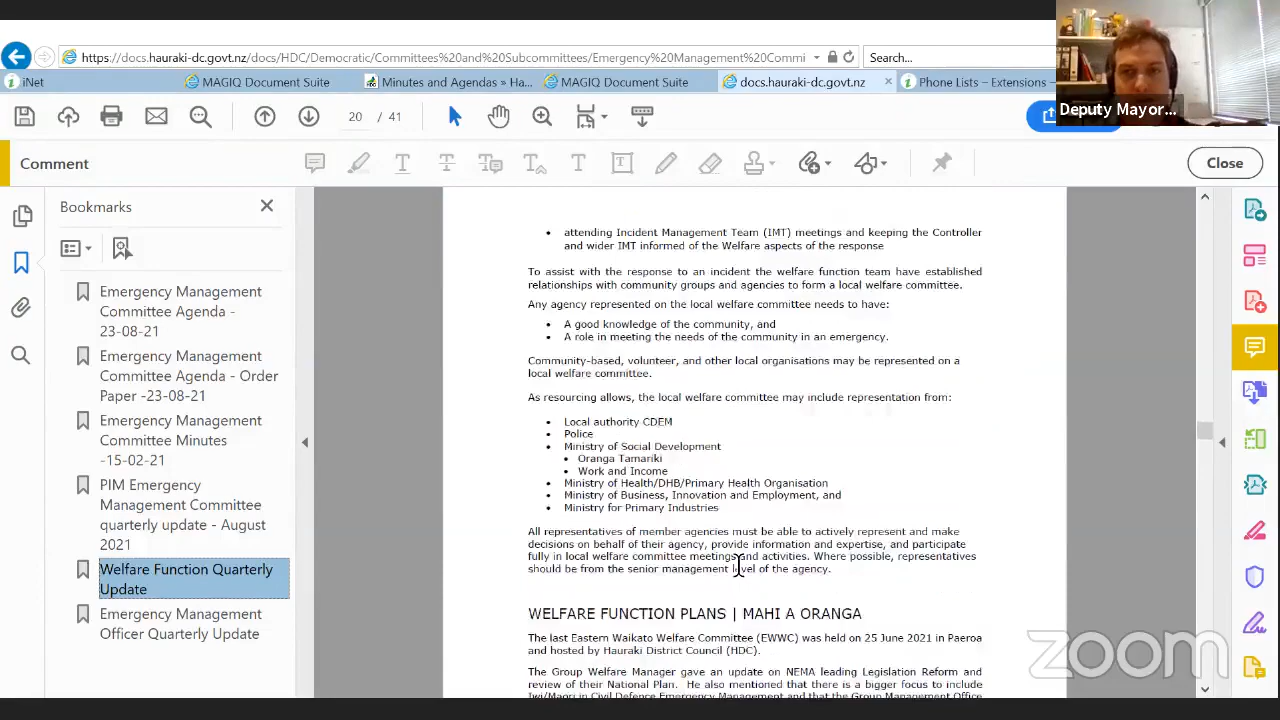 https://docs.hauraki-dc.govt.nz/docs/HDC/Democracy/Committees%20and%20Subcommittees/Emergency%20Management%20Commi
Search...
iNet
MAGIQ Document Suite
Minutes and Agendas » Ha...
MAGIQ Document Suite
docs.hauraki-dc.govt.nz
Phone Lists – Extensions
Deputy Mayor...
20 / 41
Comment
Close
Bookmarks
Emergency Management
Committee Agenda -
23-08-21
Emergency Management
Committee Agenda - Order
Paper -23-08-21
Emergency Management
Committee Minutes
-15-02-21
PIM Emergency
Management Committee
quarterly update - August
2021
Welfare Function Quarterly
Update
Emergency Management
Officer Quarterly Update
• attending Incident Management Team (IMT) meetings and keeping the Controller
and wider IMT informed of the Welfare aspects of the response
To assist with the response to an incident the welfare function team have established
relationships with community groups and agencies to form a local welfare committee.
Any agency represented on the local welfare committee needs to have:
• A good knowledge of the community, and
• A role in meeting the needs of the community in an emergency.
Community-based, volunteer, and other local organisations may be represented on a
local welfare committee.
As resourcing allows, the local welfare committee may include representation from:
• Local authority CDEM
• Police
• Ministry of Social Development
• Oranga Tamariki
• Work and Income
• Ministry of Health/DHB/Primary Health Organisation
• Ministry of Business, Innovation and Employment, and
• Ministry for Primary Industries
All representatives of member agencies must be able to actively represent and make
decisions on behalf of their agency, provide information and expertise, and participate
fully in local welfare committee meetings and activities. Where possible, representatives
should be from the senior management level of the agency.
WELFARE FUNCTION PLANS | MAHI A ORANGA
The last Eastern Waikato Welfare Committee (EWWC) was held on 25 June 2021 in Paeroa
and hosted by Hauraki District Council (HDC).
The Group Welfare Manager gave an update on NEMA leading Legislation Reform and
review of their National Plan. He also mentioned that there is a bigger focus to include
Iwi/Maori in Civil Defence Emergency Management and that the Group Management Office
zoom